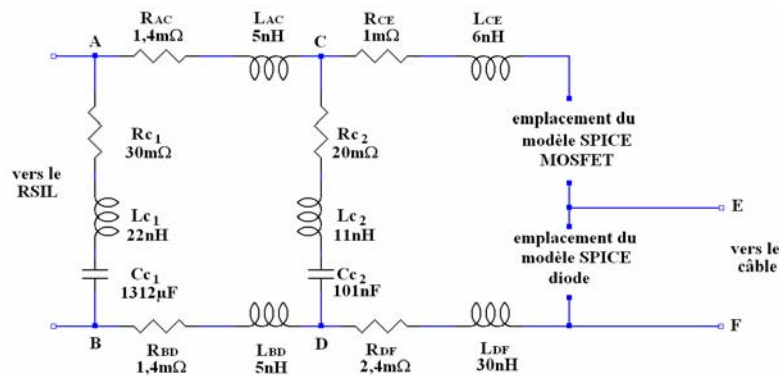 RAC
1,4mΩ
LAC
5nH
RCE
1mΩ
LCE
6nH
A
C
Rc1
30mΩ
Rc2
20mΩ
emplacement du
modèle SPICE
MOSFET
vers le
RSIL
Lc1
22nH
Lc2
11nH
E
emplacement du
modèle SPICE
diode
vers le
câble
Cc1
1312µF
Cc2
101nF
B
D
F
RBD
1,4mΩ
LBD
5nH
RDF
2,4mΩ
LDF
30nH